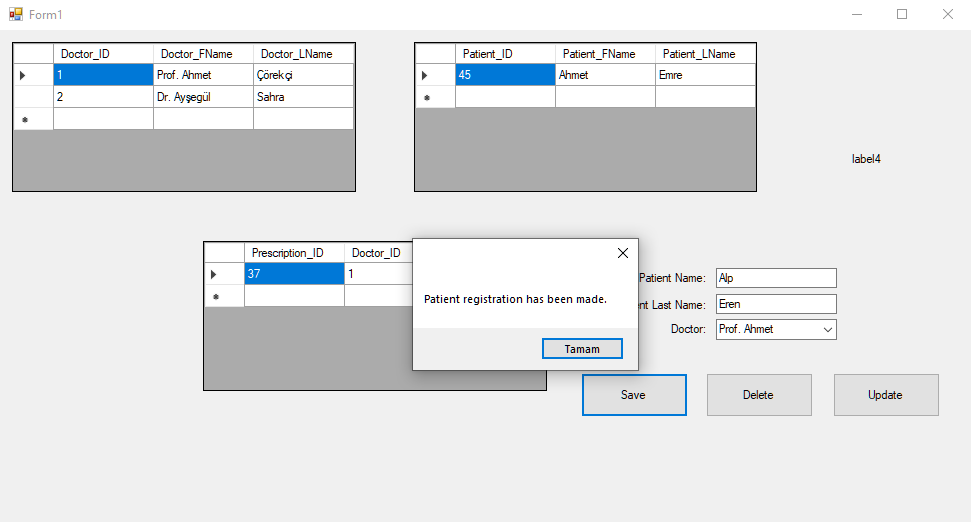 Form1
Doctor_ID Doctor_FName Doctor_LName
1 Prof. Ahmet Çörekçi
2 Dr. Ayşegül Sahra
Patient_ID Patient_FName Patient_LName
45 Ahmet Emre
label4
Prescription_ID Doctor_ID
37 1
Patient registration has been made.
Tamam
Patient Name: Alp
Last Name: Eren
Doctor: Prof. Ahmet
Save Delete Update